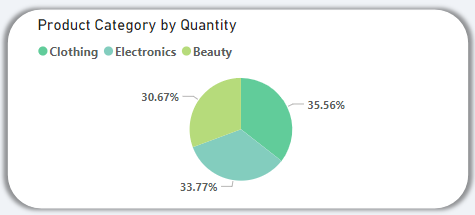 Product Category by Quantity
Clothing Electronics Beauty
30.67%
35.56%
33.77%